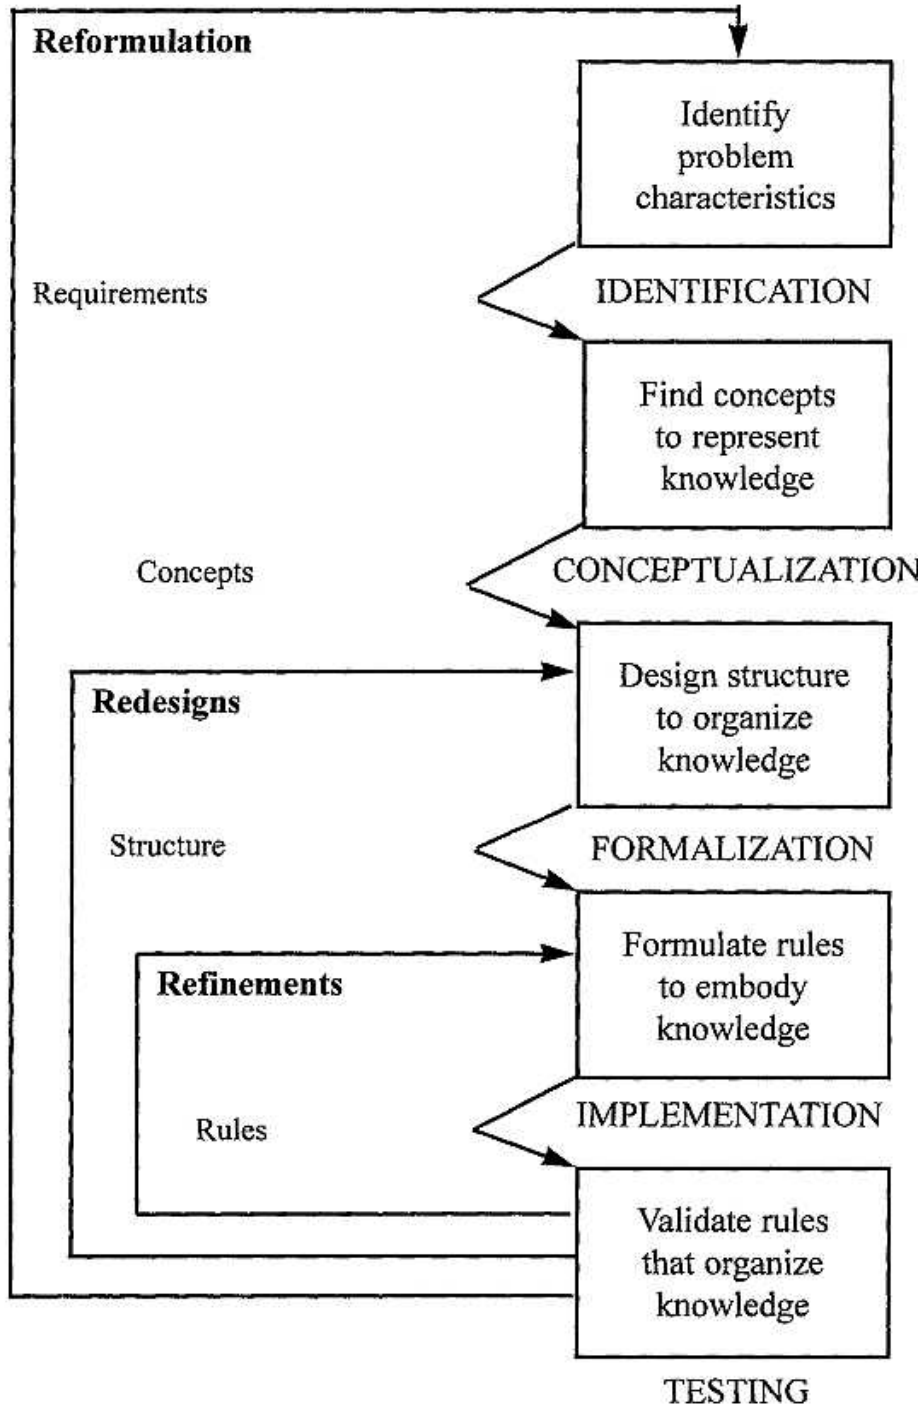 Reformulation
Identify
problem
characteristics
Requirements
IDENTIFICATION
Find concepts
to represent
knowledge
Concepts
CONCEPTUALIZATION
Design structure
to organize
knowledge
Redesigns
Structure
FORMALIZATION
Formulate rules
to embody
knowledge
Refinements
Rules
IMPLEMENTATION
Validate rules
that organize
knowledge
TESTING